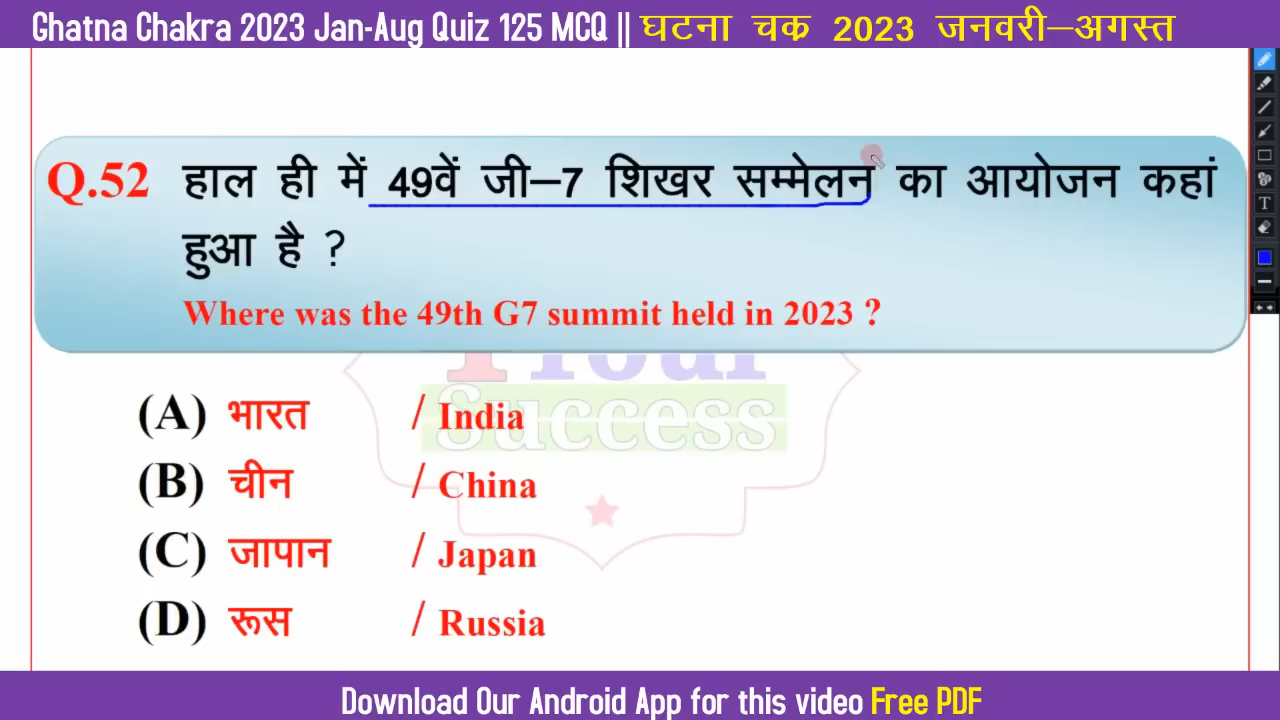 Ghatna Chakra 2023 Jan-Aug Quiz 125 MCQ || घटना चक्र 2023 जनवरी–अगस्त
Q.52 हाल ही में 49वें जी–7 शिखर सम्मेलन का आयोजन कहां
हुआ है ?
Where was the 49th G7 summit held in 2023 ?
(A) भारत / India
(B) चीन / China
(C) जापान / Japan
(D) रूस / Russia
Success
Download Our Android App for this video Free PDF